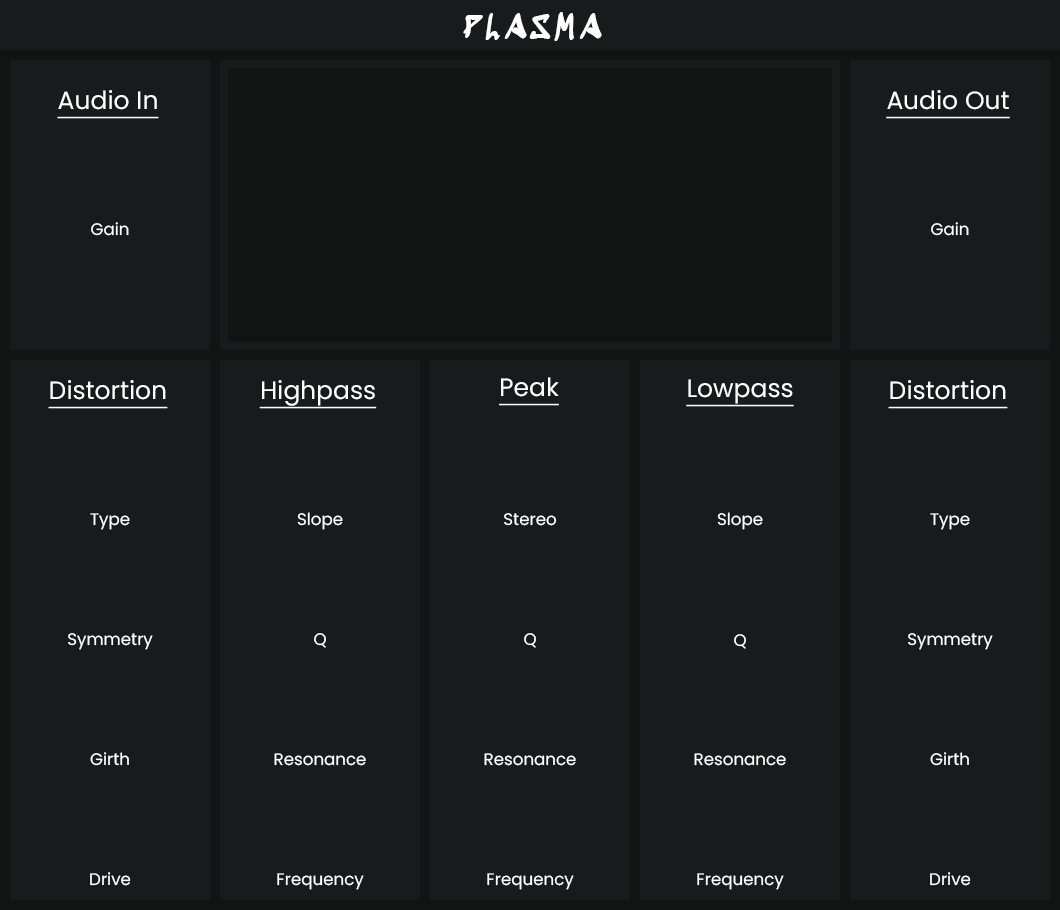 PLASMA
Audio In
Audio Out
Gain
Gain
Distortion
Highpass
Peak
Lowpass
Distortion
Type
Slope
Stereo
Slope
Type
Symmetry
Q
Q
Q
Symmetry
Girth
Resonance
Resonance
Resonance
Girth
Drive
Frequency
Frequency
Frequency
Drive